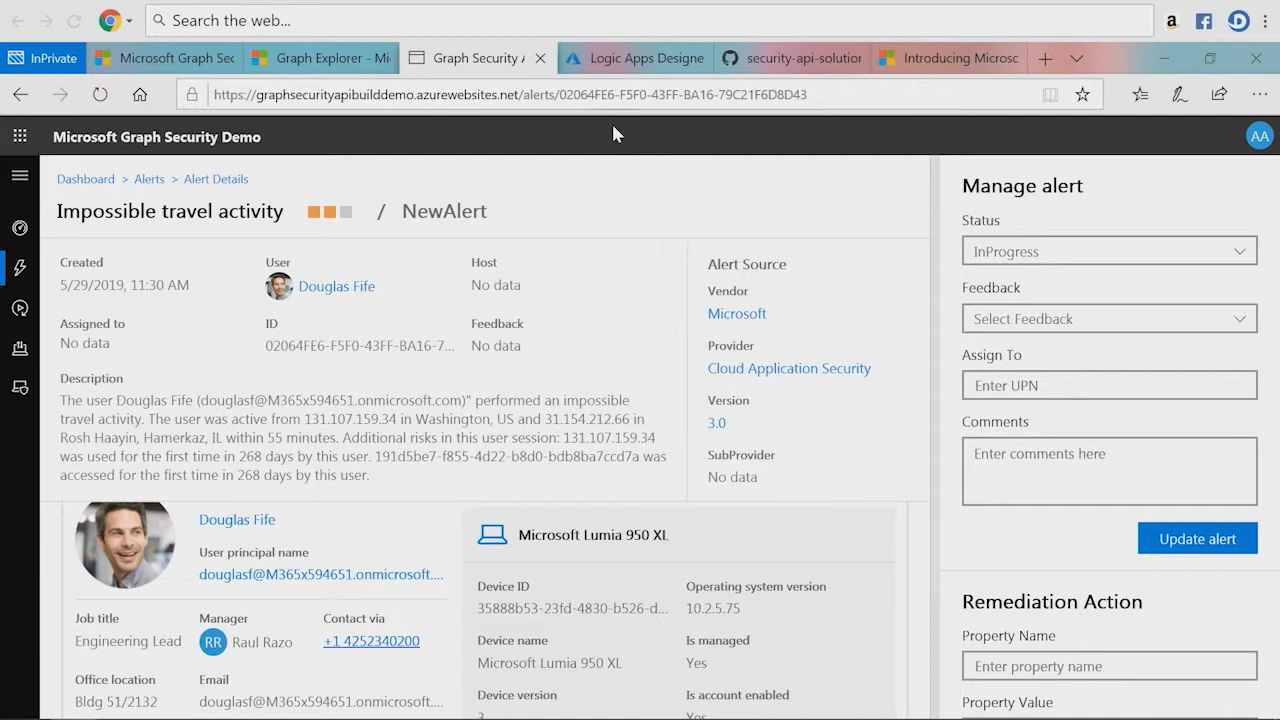 Search the web...
a
InPrivate
Microsoft Graph Sec
Graph Explorer - Mi
Graph Security A
Logic Apps Designe
security-api-solution
Introducing Microsc
https://graphsecurityapibuilddemo.azurewebsites.net/alerts/02064FE6-F5F0-43FF-BA16-79C21F6D8D43
Microsoft Graph Security Demo
AA
Dashboard > Alerts > Alert Details
Impossible travel activity / NewAlert
Created
5/29/2019, 11:30 AM
User
Douglas Fife
Host
No data
Assigned to
No data
ID
02064FE6-F5F0-43FF-BA16-7...
Feedback
No data
Description
The user Douglas Fife (douglasf@M365x594651.onmicrosoft.com)" performed an impossible
travel activity. The user was active from 131.107.159.34 in Washington, US and 31.154.212.66 in
Rosh Haayin, Hamerkaz, IL within 55 minutes. Additional risks in this user session: 131.107.159.34
was used for the first time in 268 days by this user. 191d5be7-f855-4d22-b8d0-bdb8ba7ccd7a was
accessed for the first time in 268 days by this user.
Alert Source
Vendor
Microsoft
Provider
Cloud Application Security
Version
3.0
SubProvider
No data
Douglas Fife
User principal name
douglasf@M365x594651.onmicrosoft....
Job title
Engineering Lead
Manager
RR Raul Razo
Contact via
+1 4252340200
Office location
Bldg 51/2132
Email
douglasf@M365x594651.onmicrosoft....
Microsoft Lumia 950 XL
Device ID
35888b53-23fd-4830-b526-d...
Operating system version
10.2.5.75
Device name
Microsoft Lumia 950 XL
Is managed
Yes
Device version
3
Is account enabled
Yes
Manage alert
Status
InProgress
Feedback
Select Feedback
Assign To
Enter UPN
Comments
Enter comments here
Update alert
Remediation Action
Property Name
Enter property name
Property Value